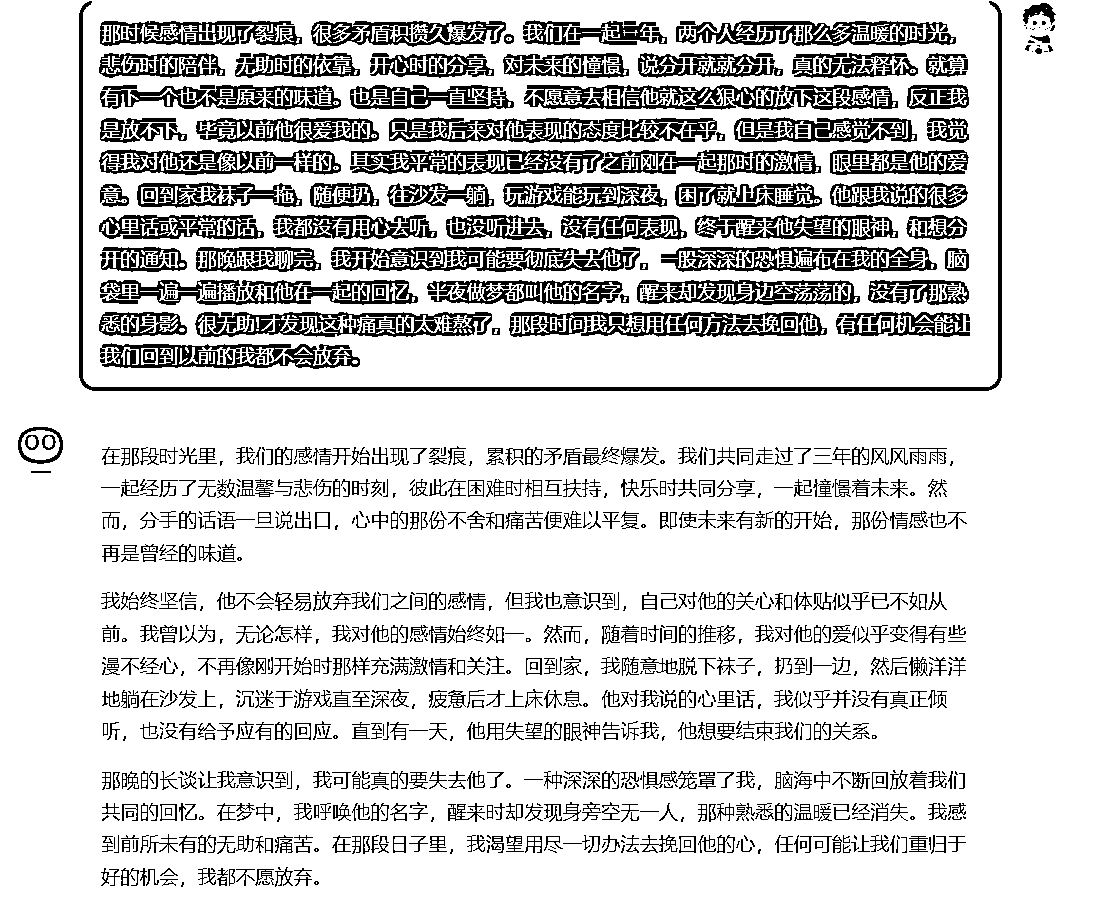 那时候感情出现了裂痕，很多矛盾积攒久爆发了。我们在一起三年，两个人经历了那么多温暖的时光，
悲伤时的陪伴，无助时的依靠，开心时的分享，对未来的憧憬，说分开就就分开，真的无法释怀。就算
有下一个也不是原来的味道。也是自己一直坚持，不愿意去相信他就这么狠心的放下这段感情，反正我
是放不下，毕竟以前他很爱我的。只是我后来对他表现的态度比较不在乎，但是我自己感觉不到，我觉
得我对他还是像以前一样的。其实我平常的表现已经没有了之前刚在一起那时的激情，眼里都是他的爱
意。回到家我袜子一拖，随便扔，往沙发一躺，玩游戏能玩到深夜，困了就上床睡觉。他跟我说的很多
心里话或平常的话，我都没有用心去听，也没听进去，没有任何表现，终于醒来他失望的眼神，和想分
开的通知。那晚跟我聊完，我开始意识到我可能要彻底失去他了，一股深深的恐惧遍布在我的全身，脑
袋里一遍一遍播放和他在一起的回忆，半夜做梦都叫他的名字，醒来却发现身边空荡荡的，没有了那熟
悉的身影。很无助!才发现这种痛真的太难熬了，那段时间我只想用任何方法去挽回他，有任何机会能让
我们回到以前的我都不会放弃。
在那段时光里，我们的感情开始出现了裂痕，累积的矛盾最终爆发。我们共同走过了三年的风风雨雨，
一起经历了无数温馨与悲伤的时刻，彼此在困难时相互扶持，快乐时共同分享，一起憧憬着未来。然
而，分手的话语一旦说出口，心中的那份不舍和痛苦便难以平复。即使未来有新的开始，那份情感也不
再是曾经的味道。
我始终坚信，他不会轻易放弃我们之间的感情，但我也意识到，自己对他的关心和体贴似乎已不如从
前。我曾以为，无论怎样，我对他的感情始终如一。然而，随着时间的推移，我对他的爱似乎变得有些
漫不经心，不再像刚开始时那样充满激情和关注。回到家，我随意地脱下袜子，扔到一边，然后懒洋洋
地躺在沙发上，沉迷于游戏直至深夜，疲惫后才上床休息。他对我说的心里话，我似乎并没有真正倾
听，也没有给予应有的回应。直到有一天，他用失望的眼神告诉我，他想要结束我们的关系。
那晚的长谈让我意识到，我可能真的要失去他了。一种深深的恐惧感笼罩了我，脑海中不断回放着我们
共同的回忆。在梦中，我呼唤他的名字，醒来时却发现身旁空无一人，那种熟悉的温暖已经消失。我感
到前所未有的无助和痛苦。在那段日子里，我渴望用尽一切办法去挽回他的心，任何可能让我们重归于
好的机会，我都不愿放弃。